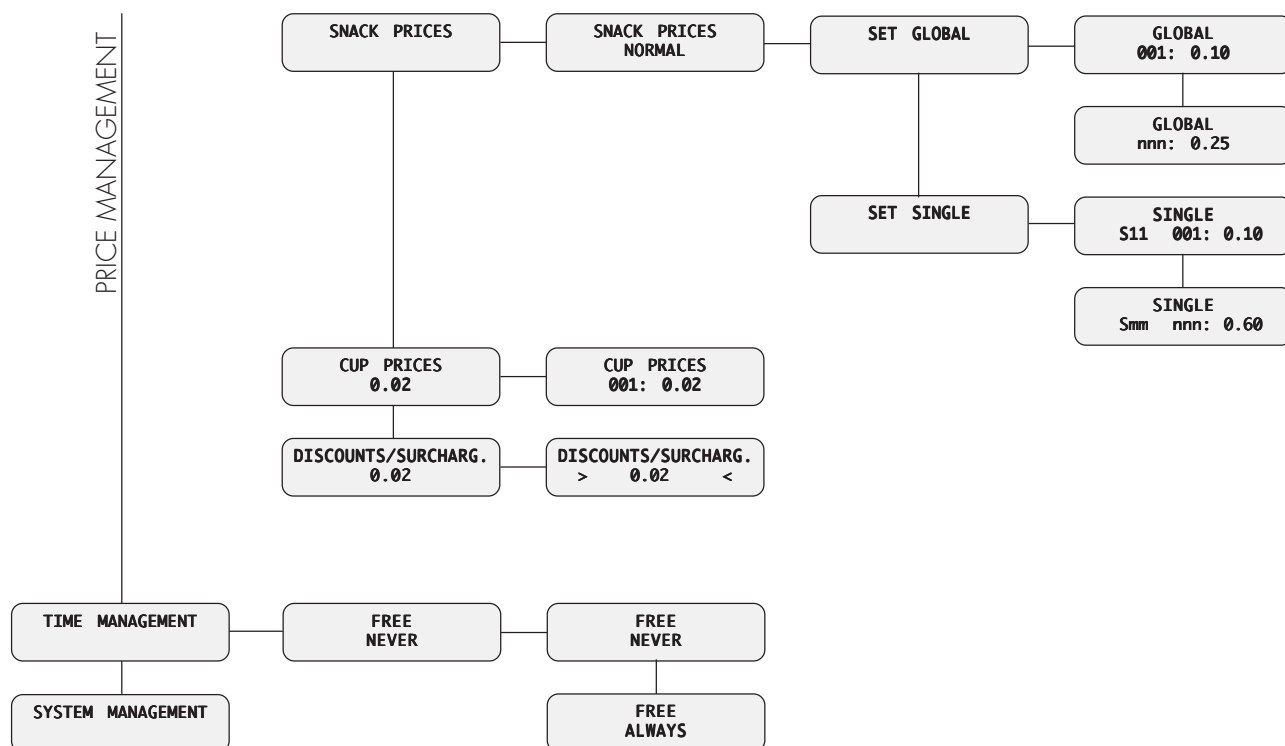 PRICE MANAGEMENT
SNACK PRICES
SNACK PRICES
NORMAL
SET GLOBAL
GLOBAL
001: 0.10
GLOBAL
nnn: 0.25
SET SINGLE
SINGLE
S11 001: 0.10
SINGLE
Smm nnn: 0.60
CUP PRICES
0.02
CUP PRICES
001: 0.02
DISCOUNTS/SURCHARG.
0.02
DISCOUNTS/SURCHARG.
> 0.02 <
TIME MANAGEMENT
FREE
NEVER
FREE
NEVER
SYSTEM MANAGEMENT
FREE
ALWAYS